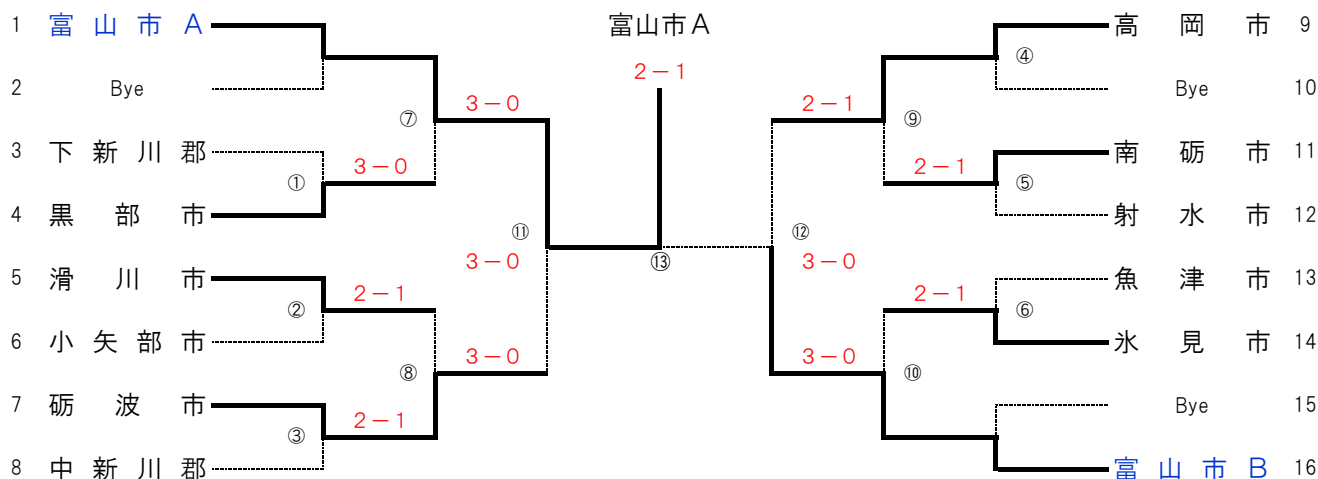 富山市A
1 富山市A
2 Bye
3 下新川郡
4 黒部市
5 滑川市
6 小矢部市
7 砺波市
8 中新川郡
① 3-0
② 2-1
③ 2-1
⑦ 3-0
⑧ 3-0
⑪ 3-0
2-1
⑬
高岡市 9
Bye 10
南砺市 11
射水市 12
魚津市 13
氷見市 14
Bye 15
富山市B 16
④
2-1 ⑤
2-1 ⑥
2-1 ⑨
3-0 ⑩
⑫ 3-0